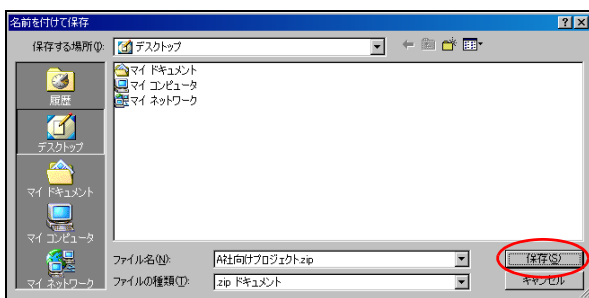 名前を付けて保存
保存する場所(I):
デスクトップ
履歴
デスクトップ
マイ ドキュメント
マイ コンピュータ
マイ ネットワーク
マイ ドキュメント
マイ コンピュータ
マイ ネットワーク
ファイル名(N):
A社向けプロジェクト.zip
保存(S)
ファイルの種類(T):
.zip ドキュメント
キャンセル